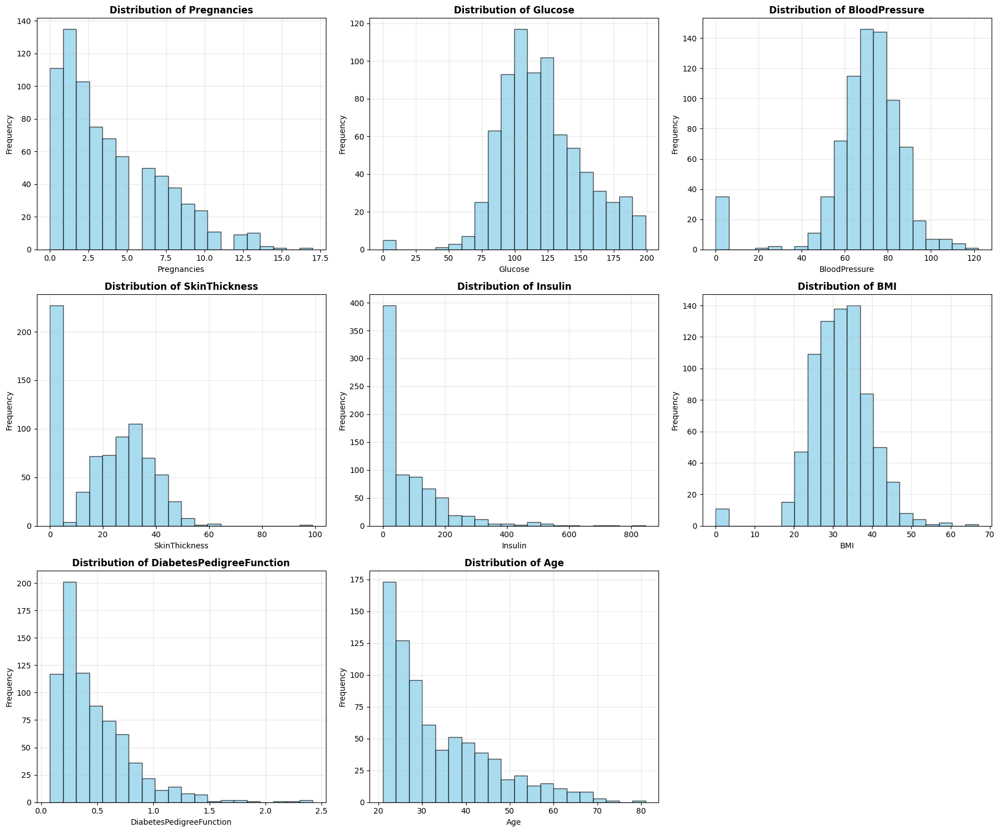 Distribution of Pregnancies
140
120
100
80
60
40
20
0
Frequency
0.0 2.5 5.0 7.5 10.0 12.5 15.0 17.5
Pregnancies
Distribution of Glucose
120
100
80
60
40
20
0
Frequency
0 25 50 75 100 125 150 175 200
Glucose
Distribution of BloodPressure
140
120
100
80
60
40
20
0
Frequency
0 20 40 60 80 100 120
BloodPressure
Distribution of SkinThickness
200
150
100
50
0
Frequency
0 20 40 60 80 100
SkinThickness
Distribution of Insulin
400
350
300
250
200
150
100
50
0
Frequency
0 200 400 600 800
Insulin
Distribution of BMI
140
120
100
80
60
40
20
0
Frequency
0 10 20 30 40 50 60 70
BMI
Distribution of DiabetesPedigreeFunction
200
175
150
125
100
75
50
25
0
Frequency
0.0 0.5 1.0 1.5 2.0 2.5
DiabetesPedigreeFunction
Distribution of Age
175
150
125
100
75
50
25
0
Frequency
20 30 40 50 60 70 80
Age